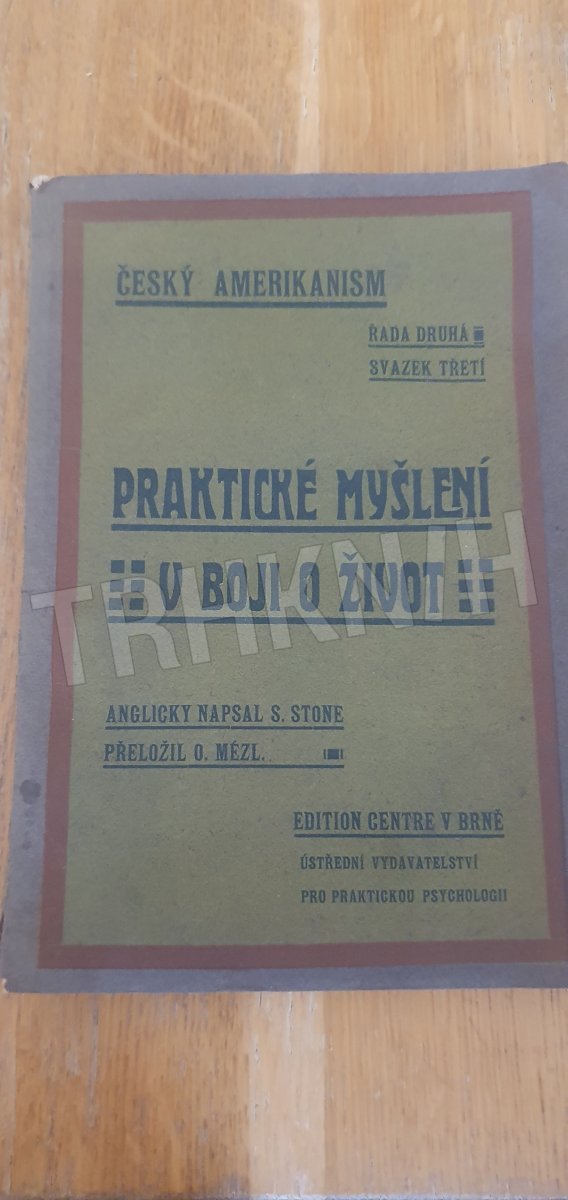 ČESKÝ AMERIKANISM
ŘADA DRUHÁ
SVAZEK TŘETÍ
PRAKTICKÉ MYŠLENÍ
V BOJI O ŽIVOT
TRHKNIH
ANGLICKY NAPSAL S. STONE
PŘELOŽIL O. MÉZL.
EDITION CENTRE V BRNĚ
ÚSTŘEDNÍ VYDAVATELSTVÍ
PRO PRAKTICKOU PSYCHOLOGII